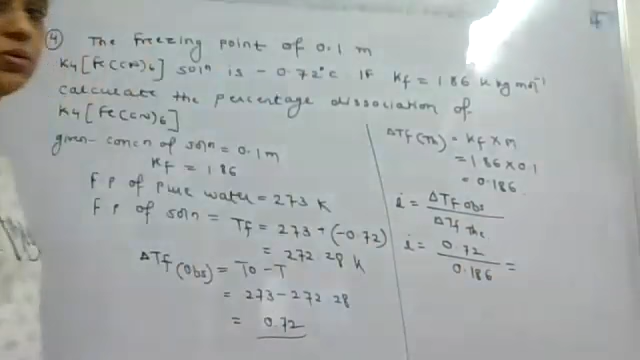 ④ The freezing point of 0.1 m
K4[Fe(CN)6] soln is -0.72°C If Kf = 1.86 K kg mol-1
calculate the percentage dissociation of
K4[Fe(CN)6]
given- concn of soln = 0.1m
Kf = 1.86
F P of pure water = 273 K
F P of soln = Tf = 273 + (-0.72)
= 272.28 K
ΔTf (obs) = To - T
= 273 - 272.28
= 0.72
ΔTf (Th) = Kf × m
= 1.86 × 0.1
= 0.186
i = ΔTf obs / ΔTf the
i = 0.72 / 0.186 =